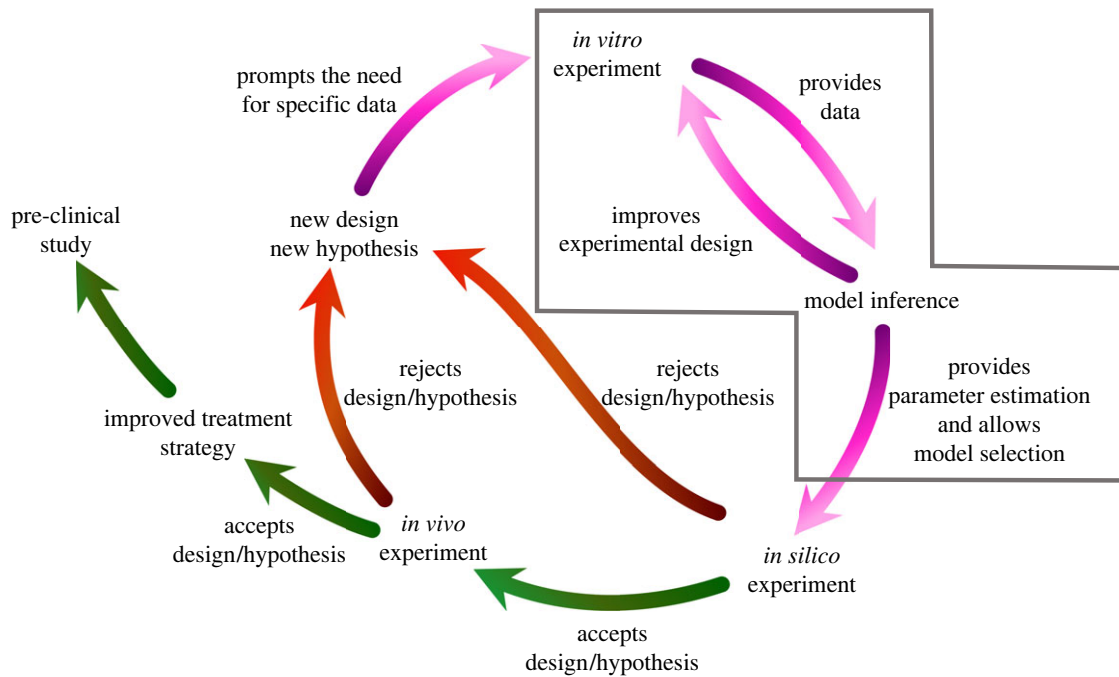 in vitro
experiment
prompts the need
for specific data
provides
data
pre-clinical
study
new design
new hypothesis
improves
experimental design
model inference
rejects
design/hypothesis
rejects
design/hypothesis
provides
parameter estimation
and allows
model selection
improved treatment
strategy
accepts
design/hypothesis
in vivo
experiment
in silico
experiment
accepts
design/hypothesis